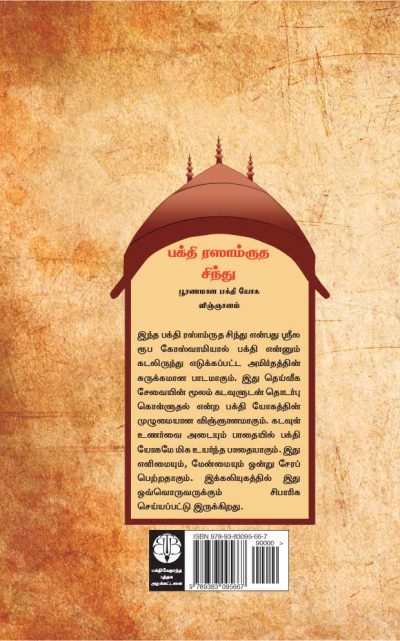 பக்தி ரஸாம்ருத
சிந்து
பூரணமான பக்தி யோக
விஞ்ஞானம்
இந்த பக்தி ரஸாம்ருத சிந்து என்பது ஸ்ரீல
ரூப கோஸ்வாமியால் பக்தி என்னும்
கடலிருந்து எடுக்கப்பட்ட அமிர்தத்தின்
சுருக்கமான பாடமாகும். இது தெய்வீக
சேவையின் மூலம் கடவுளுடன் தொடர்பு
கொள்ளூதல் என்ற பக்தி யோகத்தின்
முழுமையான விஞ்ஞாணமாகும். கடவுள்
உணர்வை அடையும் பாதையில் பக்தி
யோகமே மிக உயர்ந்த பாதையாகும். இது
எளிமையும், மேன்மையும் ஒன்று சேரப்
பெற்றதாகும். இக்கலியுகத்தில் இது
ஒவ்வொருவருக்கும் சிபாரிசு
செய்யப்பட்டு இருக்கிறது.
பக்திவேதாந்த
புத்தக
அறக்கட்டளை
ISBN 978-93-83095-66-7
90000 >
9 789383 095667